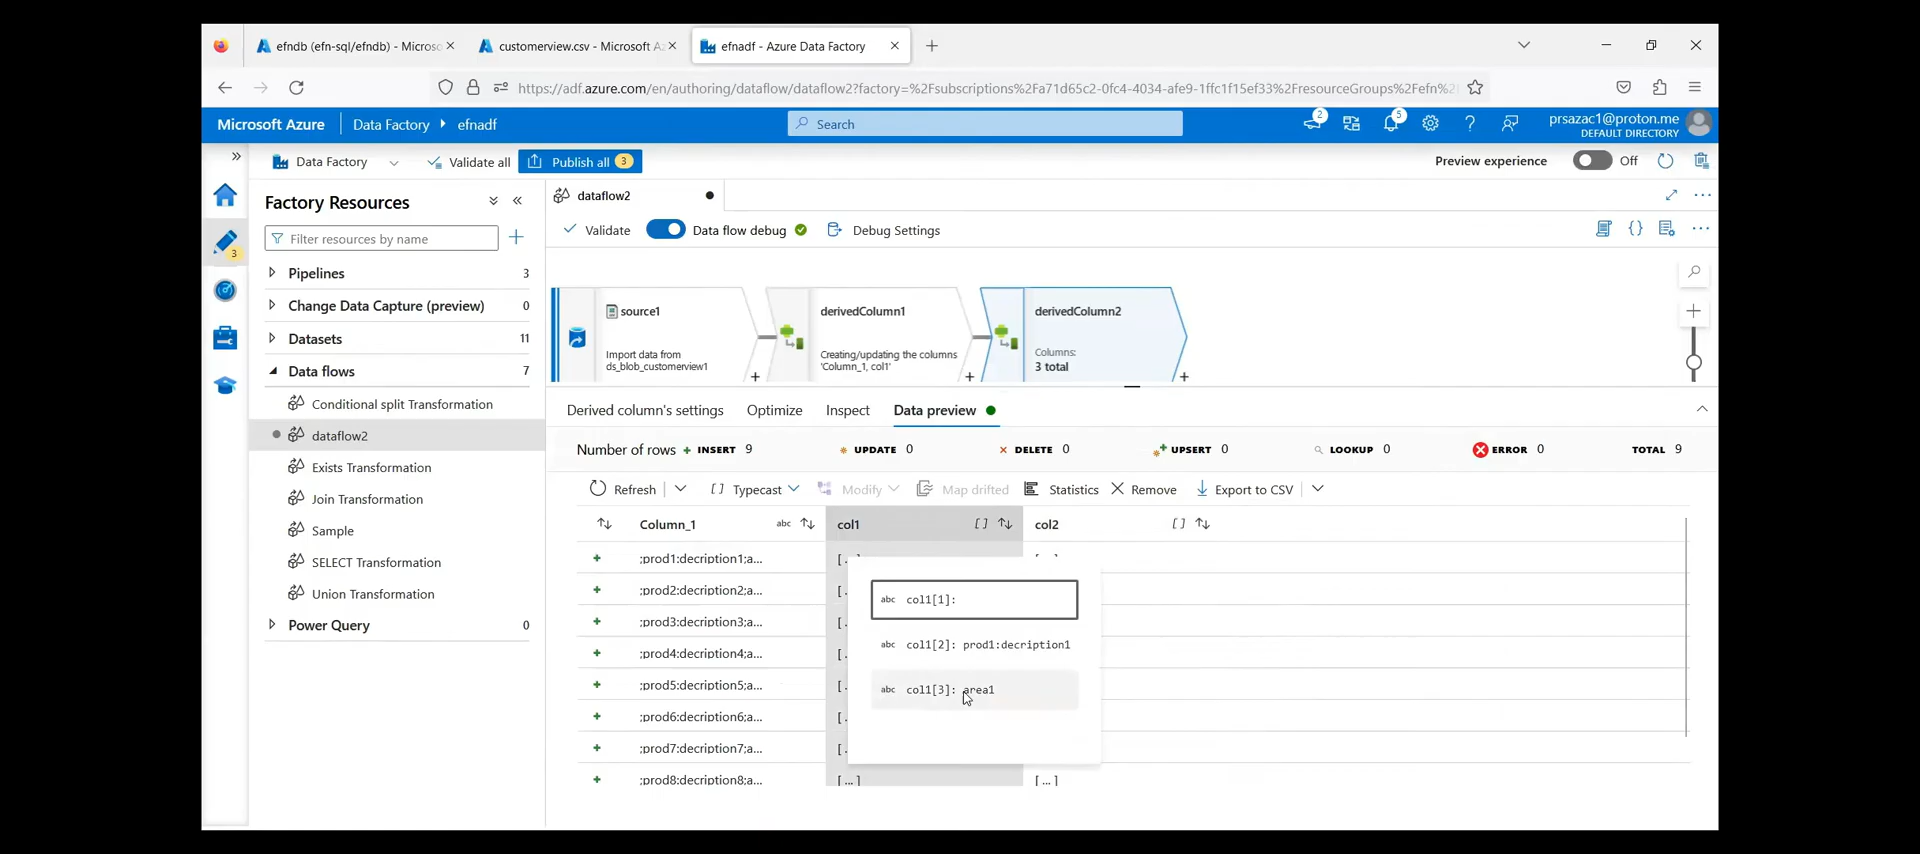 efndb (efn-sql/efndb) - Microso
customerview.csv - Microsoft Az
efnadf - Azure Data Factory
https://adf.azure.com/en/authoring/dataflow/dataflow2?factory=%2Fsubscriptions%2Fa71d65c2-0fc4-4034-afe9-1ffc1f15ef33%2FresourceGroups%2Fefn%2
Microsoft Azure
Data Factory
efnadf
Search
2
5
prsazac1@proton.me
DEFAULT DIRECTORY
Data Factory
Validate all
Publish all 3
Preview experience
Off
3
Factory Resources
Filter resources by name
Pipelines 3
Change Data Capture (preview) 0
Datasets 11
Data flows 7
Conditional split Transformation
dataflow2
Exists Transformation
Join Transformation
Sample
SELECT Transformation
Union Transformation
Power Query 0
dataflow2
Validate
Data flow debug
Debug Settings
source1
Import data from
ds_blob_customerview1
derivedColumn1
Creating/updating the columns
'Column_1, col1'
derivedColumn2
Columns:
3 total
Derived column's settings
Optimize
Inspect
Data preview
Number of rows + INSERT 9
UPDATE 0
DELETE 0
UPSERT 0
LOOKUP 0
ERROR 0
TOTAL 9
Refresh
[ ] Typecast
Modify
Map drifted
Statistics
Remove
Export to CSV
Column_1 abc
col1 [ ]
col2 [ ]
;prod1:decription1;a...
;prod2:decription2;a...
;prod3:decription3;a...
;prod4:decription4;a...
;prod5:decription5;a...
;prod6:decription6;a...
;prod7:decription7;a...
;prod8:decription8;a...
[...]
[...]
abc col1[1]:
abc col1[2]: prod1:decription1
abc col1[3]: area1